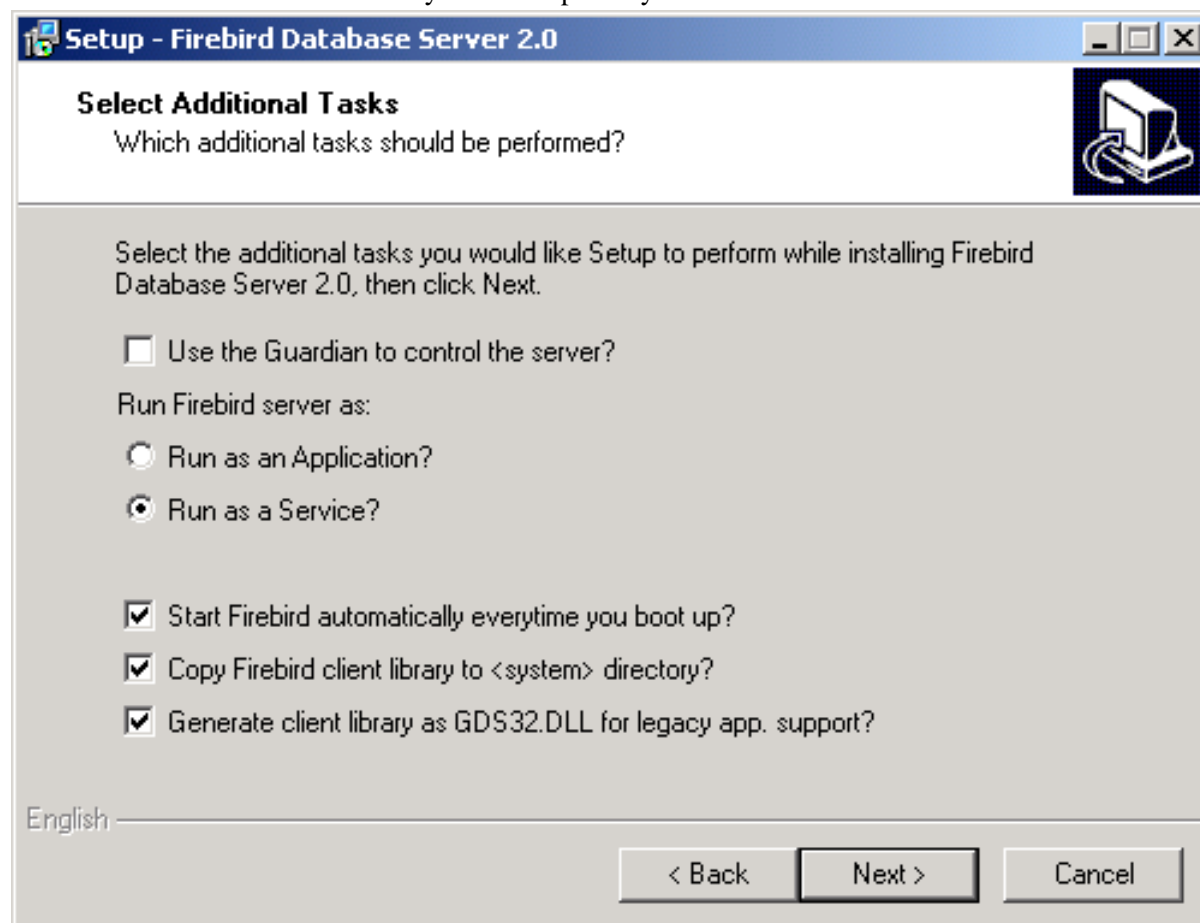 Setup - Firebird Database Server 2.0
Select Additional Tasks
Which additional tasks should be performed?
Select the additional tasks you would like Setup to perform while installing Firebird
Database Server 2.0, then click Next.
Use the Guardian to control the server?
Run Firebird server as:
Run as an Application?
Run as a Service?
Start Firebird automatically everytime you boot up?
Copy Firebird client library to <system> directory?
Generate client library as GDS32.DLL for legacy app. support?
English
< Back Next > Cancel